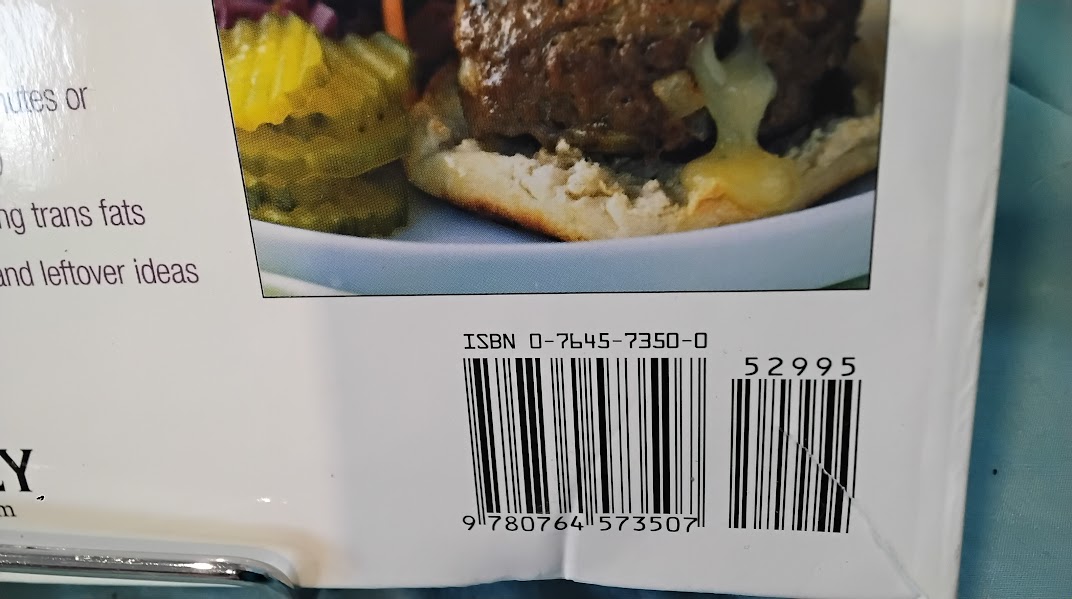 nutes or
ng trans fats
and leftover ideas
ISBN 0-7645-7350-0
52995
9 780764 573507
Y
m